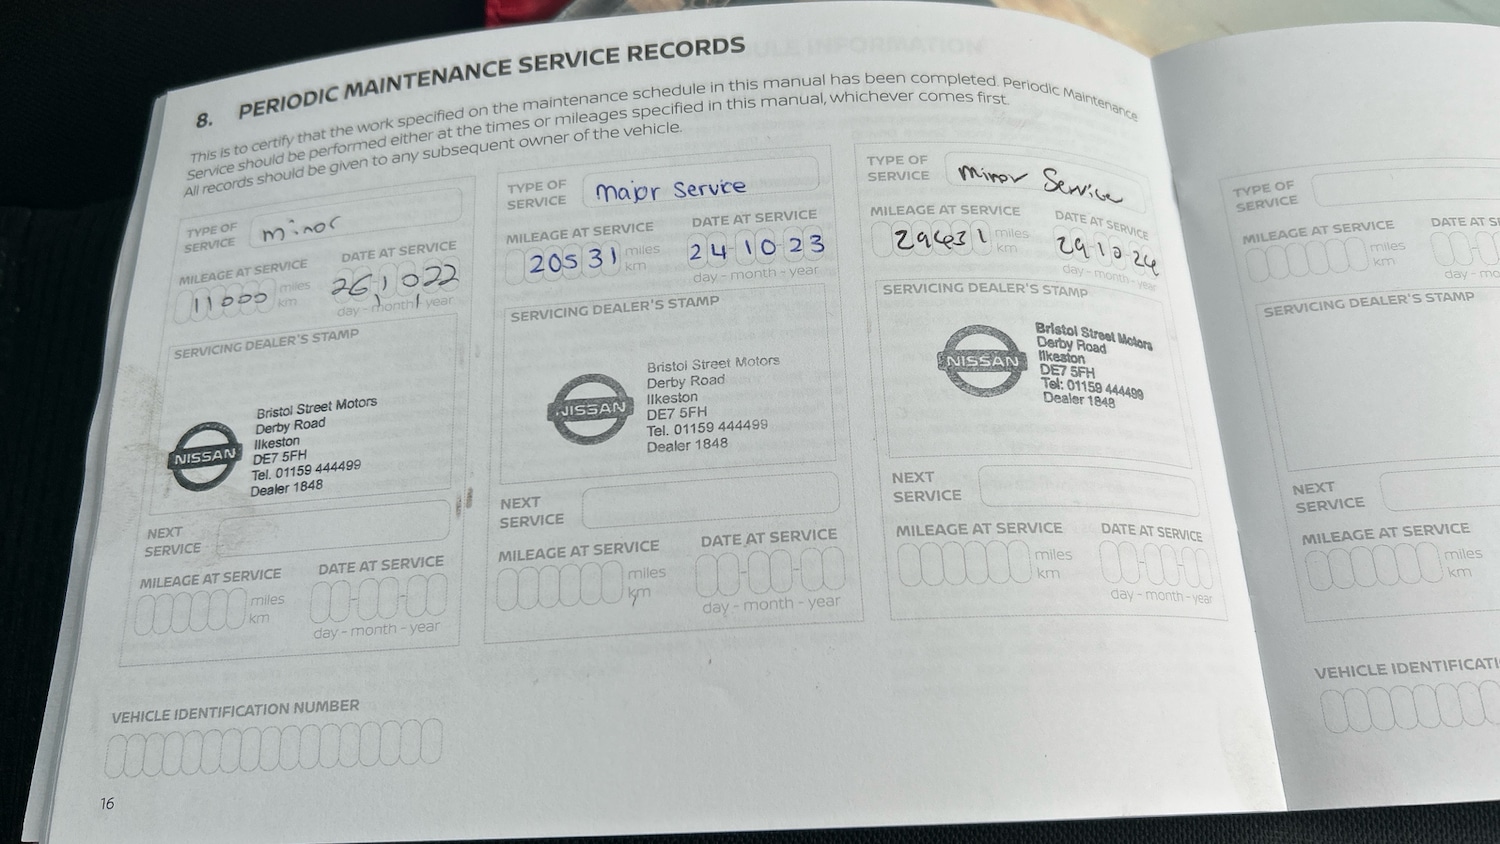 8. PERIODIC MAINTENANCE SERVICE RECORDS
This is to certify that the work specified on the maintenance schedule in this manual has been completed. Periodic Maintenance
Service should be performed either at the times or mileages specified in this manual, whichever comes first.
All records should be given to any subsequent owner of the vehicle.
TYPE OF
SERVICE
minor
MILEAGE AT SERVICE
DATE AT SERVICE
11000
miles
km
26 10 22
day - month - year
SERVICING DEALER'S STAMP
NISSAN
Bristol Street Motors
Derby Road
Ilkeston
DE7 5FH
Tel. 01159 444499
Dealer 1848
NEXT
SERVICE
MILEAGE AT SERVICE
DATE AT SERVICE
miles
km
day - month - year
VEHICLE IDENTIFICATION NUMBER
16
TYPE OF
SERVICE
Major Service
MILEAGE AT SERVICE
DATE AT SERVICE
20531
miles
km
24 10 23
day - month - year
SERVICING DEALER'S STAMP
NISSAN
Bristol Street Motors
Derby Road
Ilkeston
DE7 5FH
Tel. 01159 444499
Dealer 1848
NEXT
SERVICE
MILEAGE AT SERVICE
DATE AT SERVICE
miles
km
day - month - year
TYPE OF
SERVICE
Minor Service
MILEAGE AT SERVICE
DATE AT SERVICE
29431
miles
km
29 10 24
day - month - year
SERVICING DEALER'S STAMP
NISSAN
Bristol Street Motors
Derby Road
Ilkeston
DE7 5FH
Tel: 01159 444499
Dealer 1848
NEXT
SERVICE
MILEAGE AT SERVICE
DATE AT SERVICE
miles
km
day - month - year
TYPE OF
SERVICE
MILEAGE AT SERVICE
DATE AT S
miles
km
day - mo
SERVICING DEALER'S STAMP
NEXT
SERVICE
MILEAGE AT SERVICE
miles
km
VEHICLE IDENTIFICATI